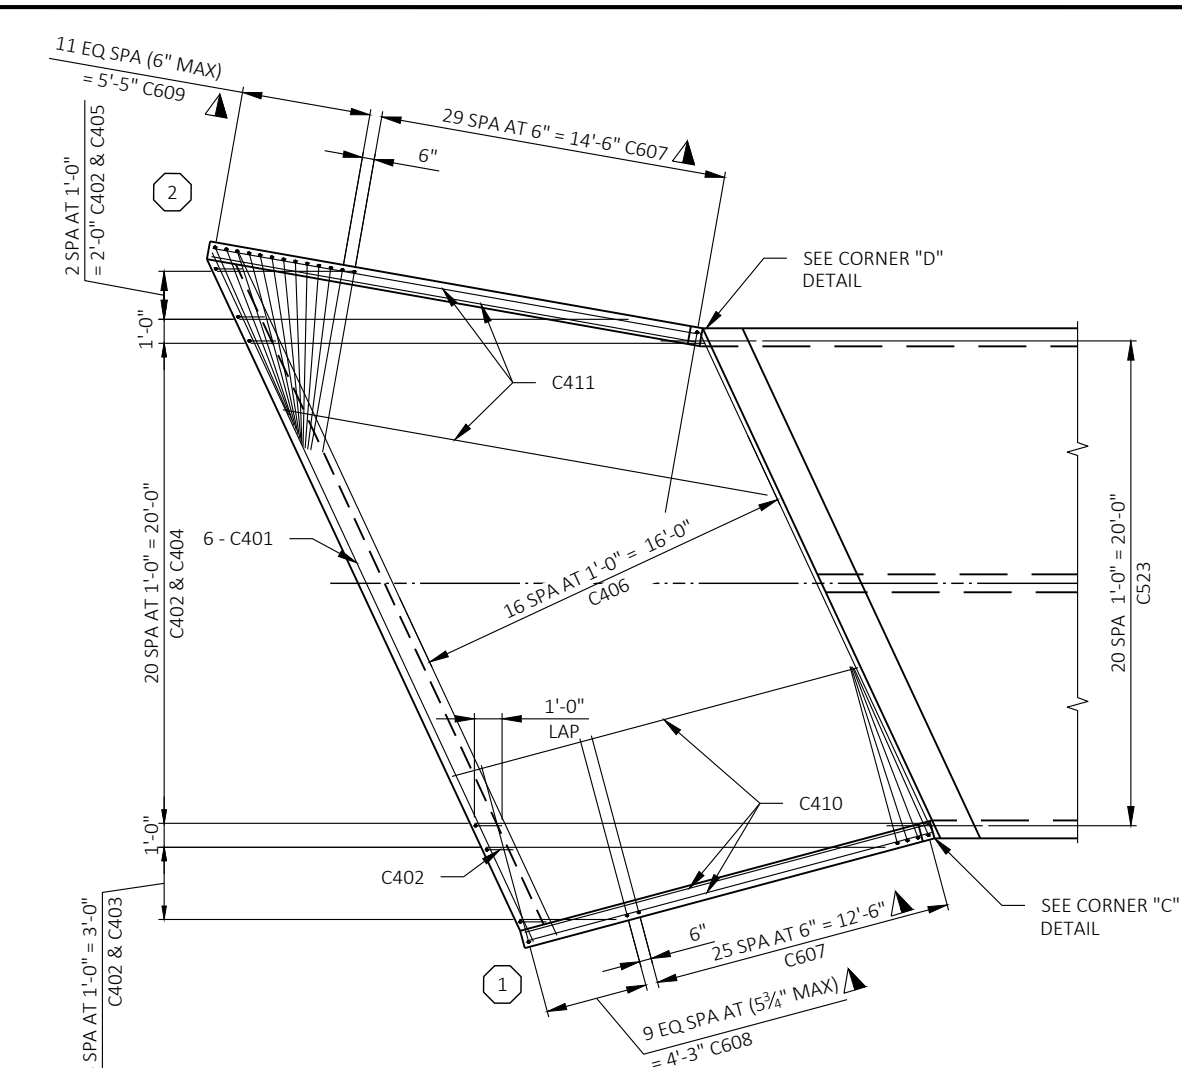 11 EQ SPA (6" MAX)
= 5'-5" C609
29 SPA AT 6" = 14'-6" C607
6"
2 SPA AT 1'-0"
= 2'-0" C402 & C405
2
SEE CORNER "D"
DETAIL
1'-0"
C411
20 SPA AT 1'-0" = 20'-0"
C402 & C404
6 - C401
16 SPA AT 1'-0" = 16'-0"
C406
20 SPA 1'-0" = 20'-0"
C523
1'-0"
LAP
C410
1'-0"
C402
SPA AT 1'-0" = 3'-0"
C402 & C403
SEE CORNER "C"
DETAIL
6"
25 SPA AT 6" = 12'-6"
C607
1
9 EQ SPA AT (5¾" MAX)
= 4'-3" C608